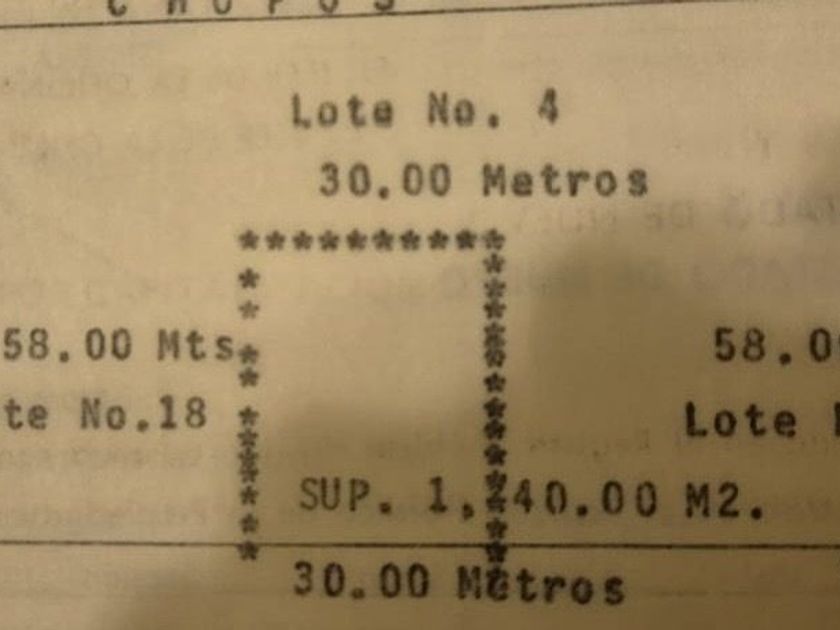 Lote No. 4
30.00 Metros
58.00 Mts.
58.0
te No.18
Lote
SUP. 1, 40.00 M2.
30.00 Metros